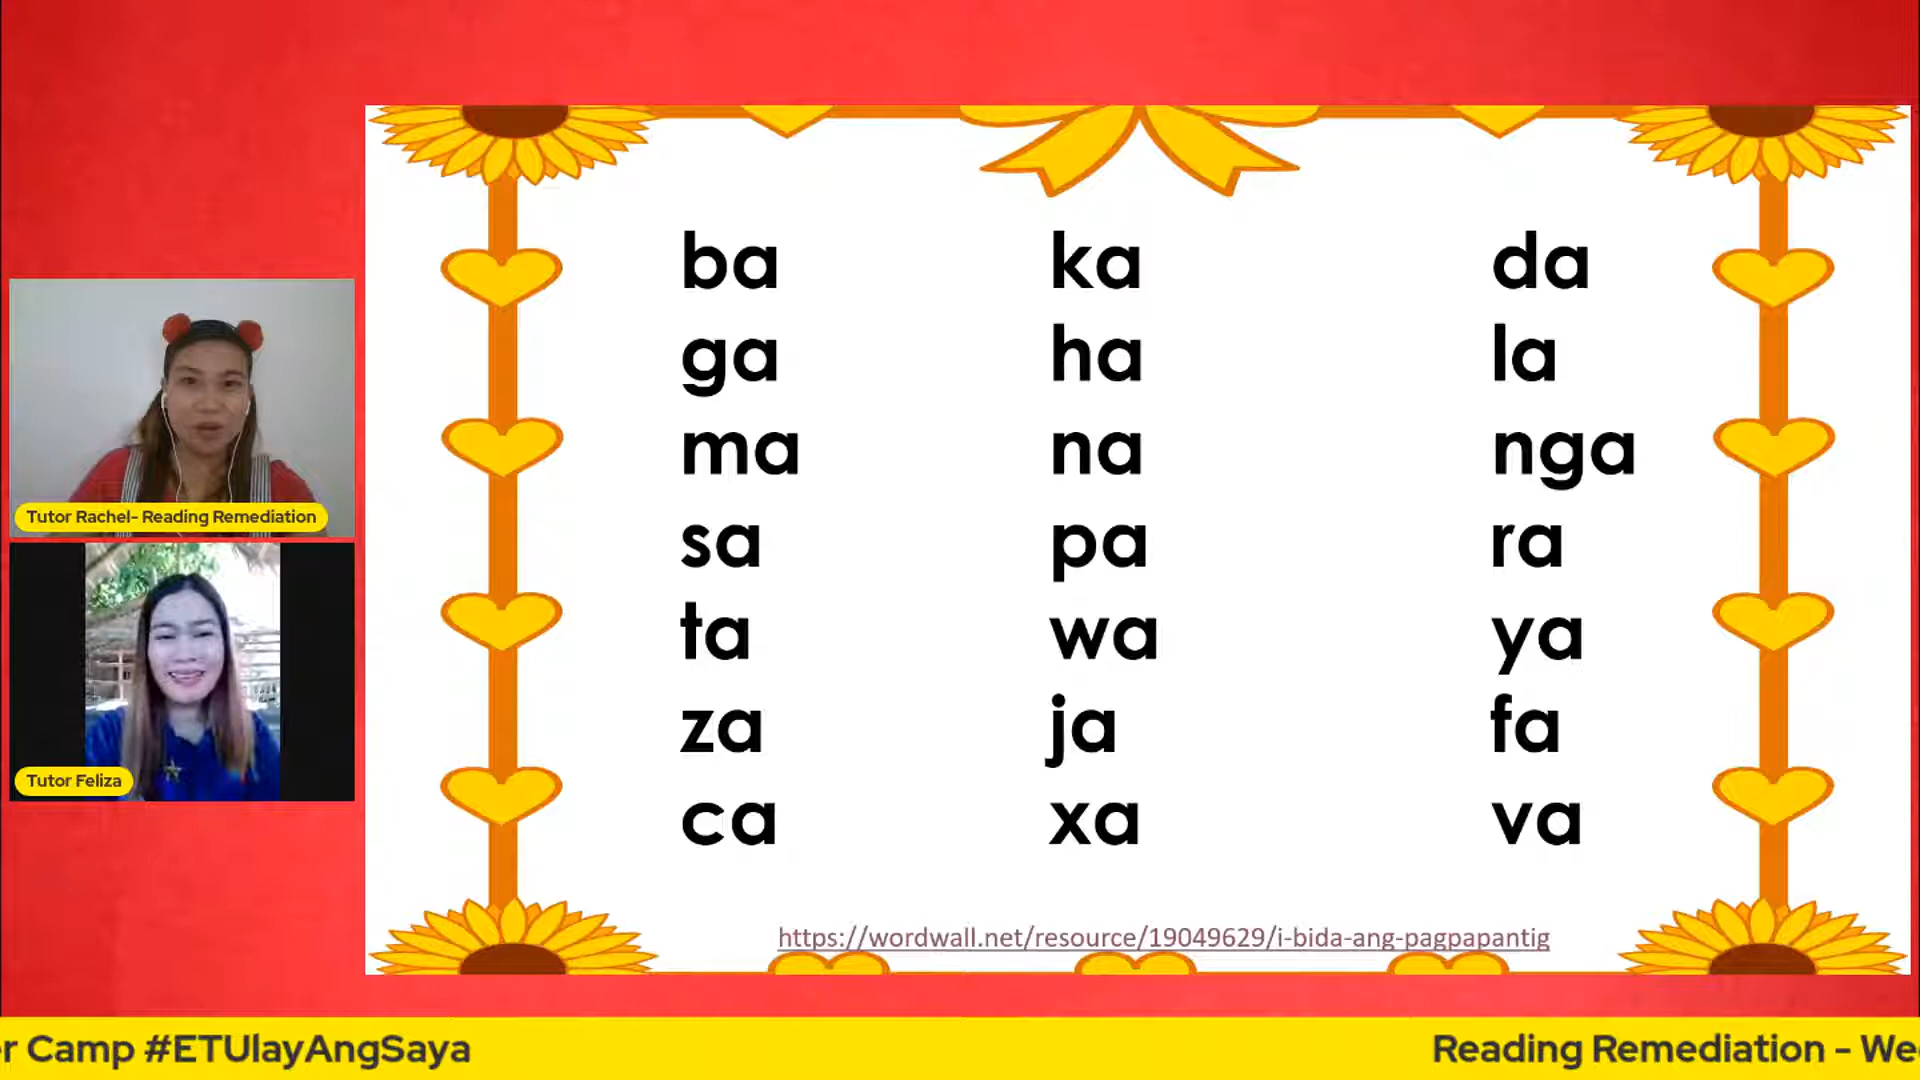 ba ka da
ga ha la
ma na nga
sa pa ra
ta wa ya
za ja fa
ca xa va
https://wordwall.net/resource/19049629/i-bida-ang-pagpapantig
Tutor Rachel- Reading Remediation
Tutor Feliza
r Camp #ETUlayAngSaya
Reading Remediation - We